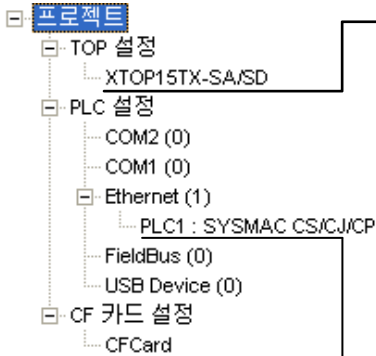 프로젝트
TOP 설정
XTOP15TX-SA/SD
PLC 설정
COM2 (0)
COM1 (0)
Ethernet (1)
PLC1 : SYSMAC CS/CJ/CP
FieldBus (0)
USB Device (0)
CF 카드 설정
CFCard